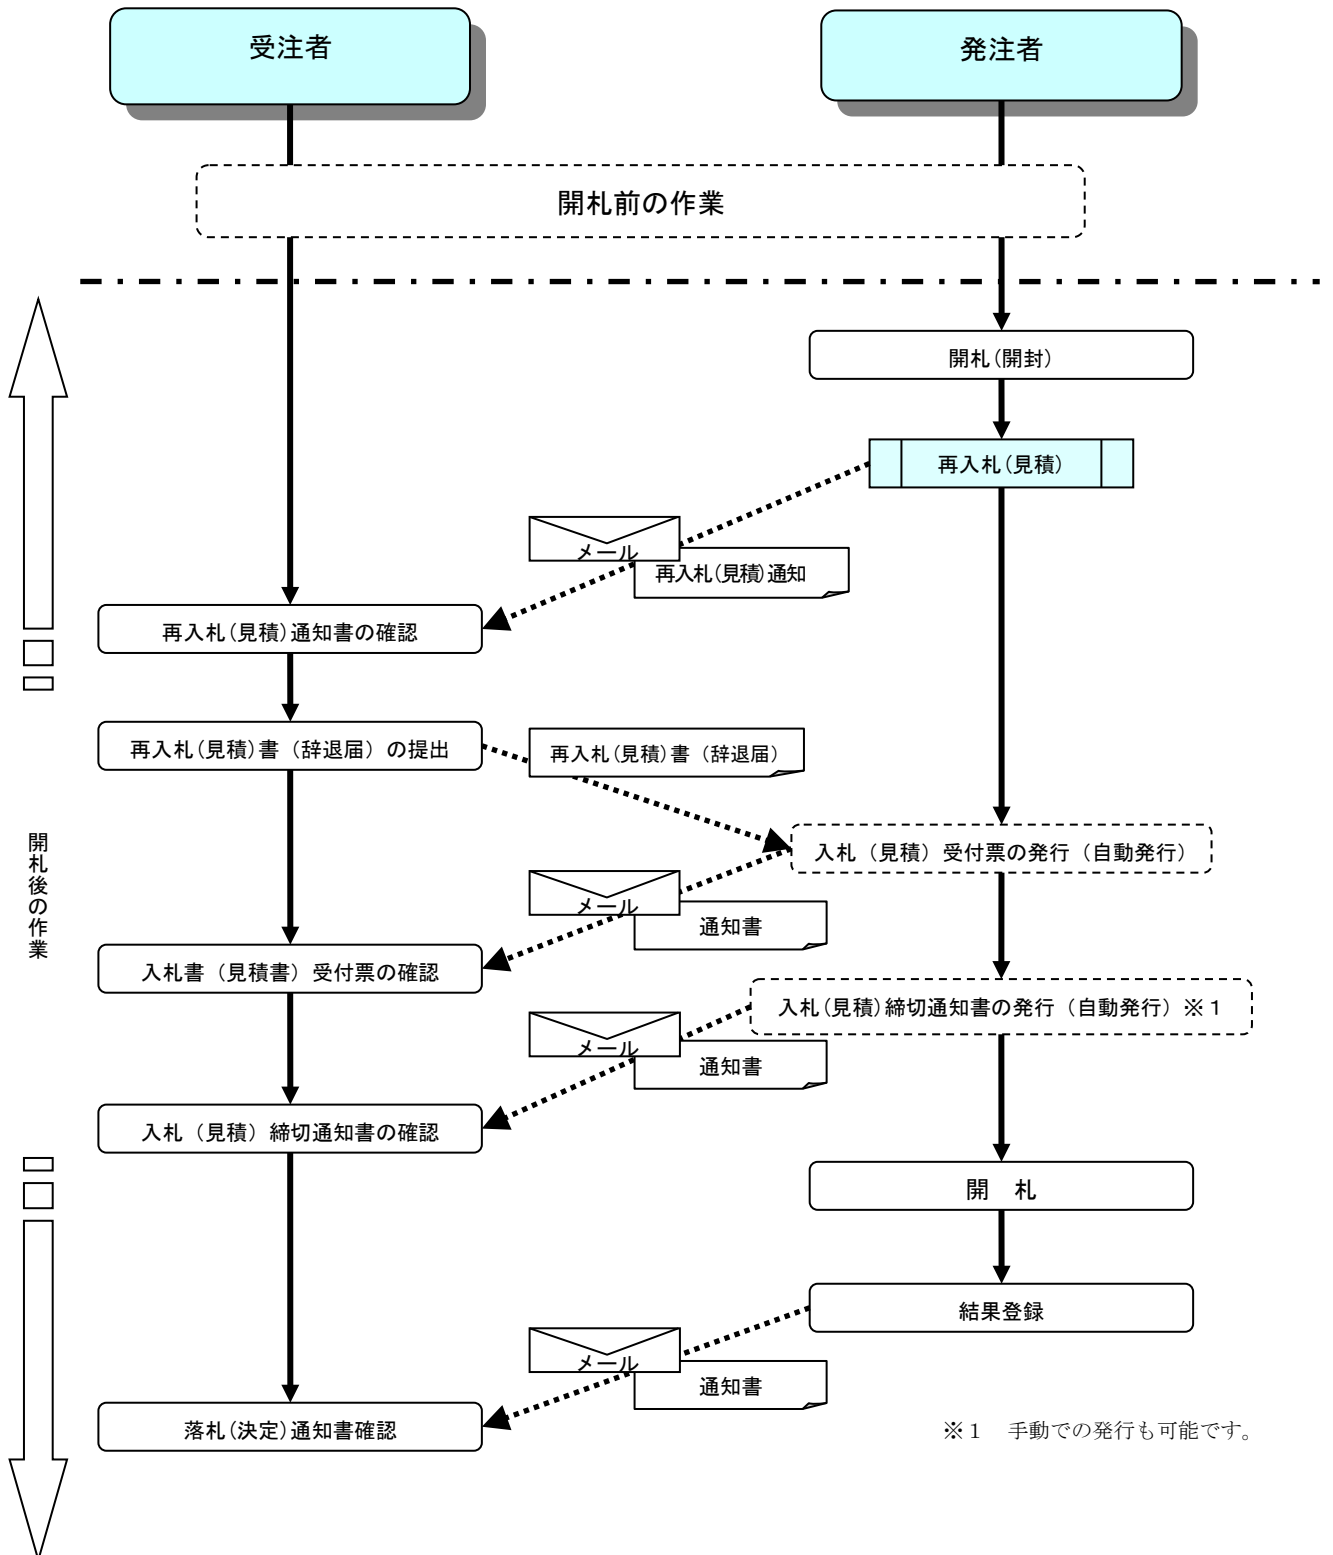 受注者
発注者
開札前の作業
開札(開封)
再入札(見積)
メール
再入札(見積)通知
再入札(見積)通知書の確認
再入札(見積)書（辞退届）の提出
再入札(見積)書（辞退届）
開札後の作業
入札（見積）受付票の発行（自動発行）
メール
通知書
入札書（見積書）受付票の確認
入札(見積)締切通知書の発行（自動発行）※１
メール
通知書
入札（見積）締切通知書の確認
開　札
結果登録
メール
通知書
落札(決定)通知書確認
※１　手動での発行も可能です。